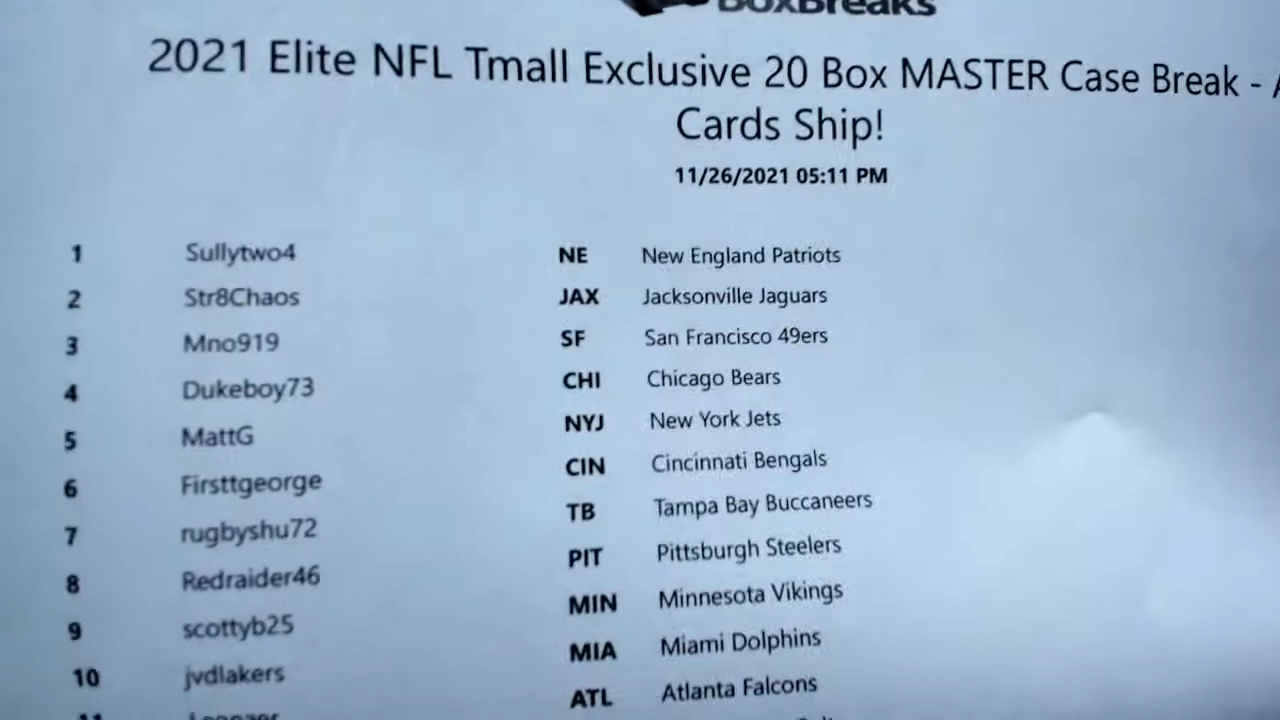 BoxBreaks
2021 Elite NFL Tmall Exclusive 20 Box MASTER Case Break -
Cards Ship!
11/26/2021 05:11 PM
1 Sullytwo4 NE New England Patriots
2 Str8Chaos JAX Jacksonville Jaguars
3 Mno919 SF San Francisco 49ers
4 Dukeboy73 CHI Chicago Bears
5 MattG NYJ New York Jets
6 Firsttgeorge CIN Cincinnati Bengals
7 rugbyshu72 TB Tampa Bay Buccaneers
8 Redraider46 PIT Pittsburgh Steelers
9 scottyb25 MIN Minnesota Vikings
10 jvdlakers MIA Miami Dolphins
11 ATL Atlanta Falcons